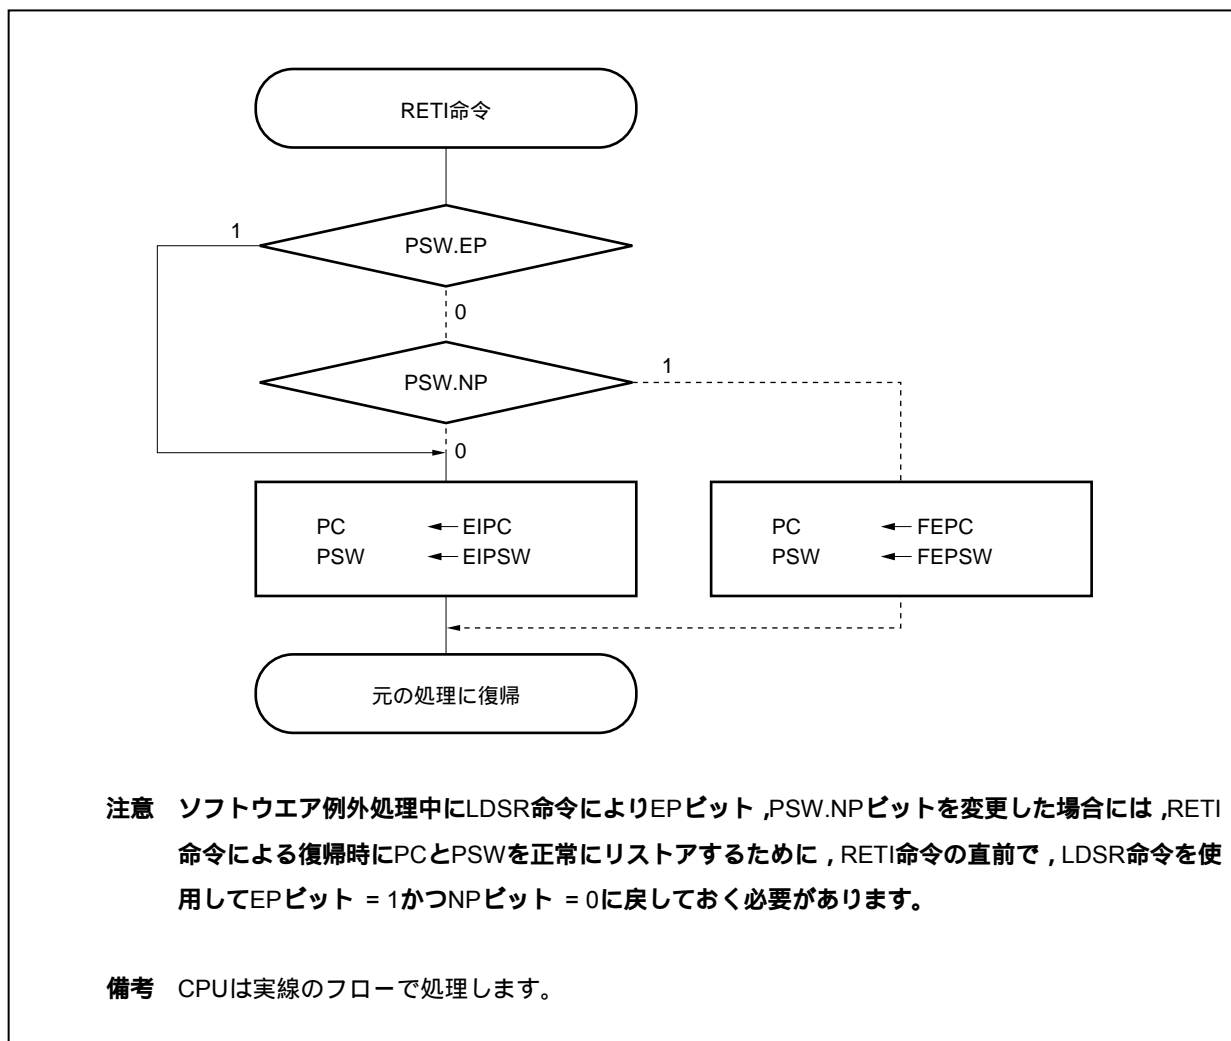 RETI命令
1
PSW.EP
0
PSW.NP
1
0
PC ← EIPC
PSW ← EIPSW
PC ← FEPC
PSW ← FEPSW
元の処理に復帰
注意 ソフトウエア例外処理中にLDSR命令によりEPビット,PSW.NPビットを変更した場合には,RETI
命令による復帰時にPCとPSWを正常にリストアするために,RETI命令の直前で,LDSR命令を使
用してEPビット = 1かつNPビット = 0に戻しておく必要があります。
備考 CPUは実線のフローで処理します。